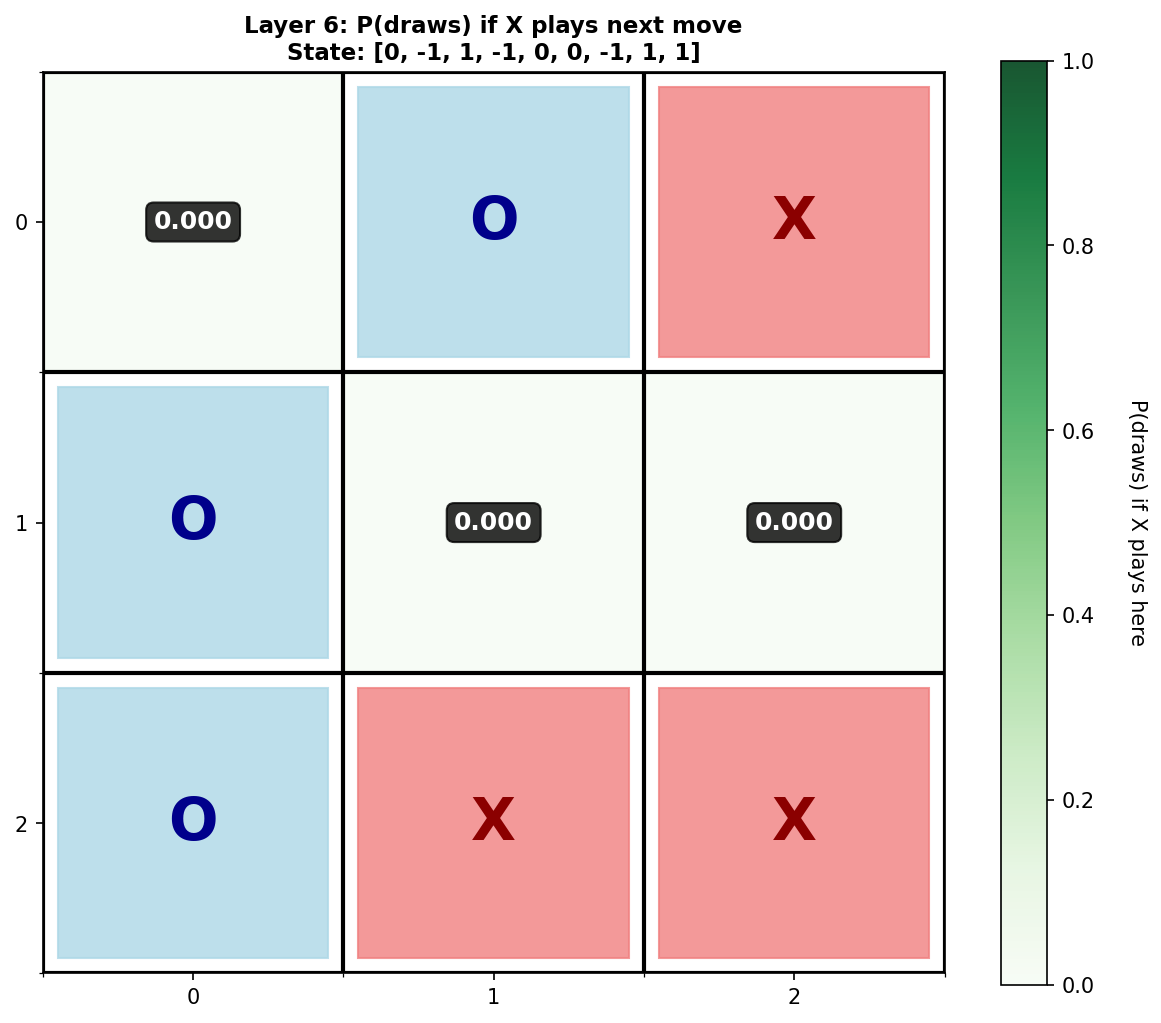 Layer 6: P(draws) if X plays next move
State: [0, -1, 1, -1, 0, 0, -1, 1, 1]
0
0.000
O
X
1
O
0.000
0.000
2
O
X
X
0
1
2
1.0
0.8
0.6
0.4
0.2
0.0
P(draws) if X plays here